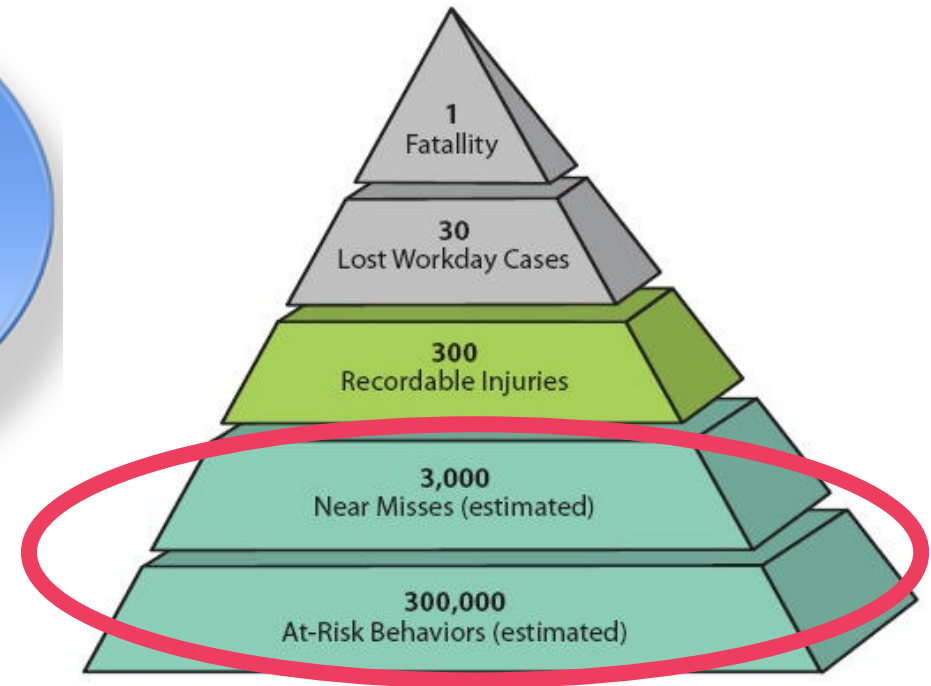 1
Fatallity
30
Lost Workday Cases
300
Recordable Injuries
3,000
Near Misses (estimated)
300,000
At-Risk Behaviors (estimated)